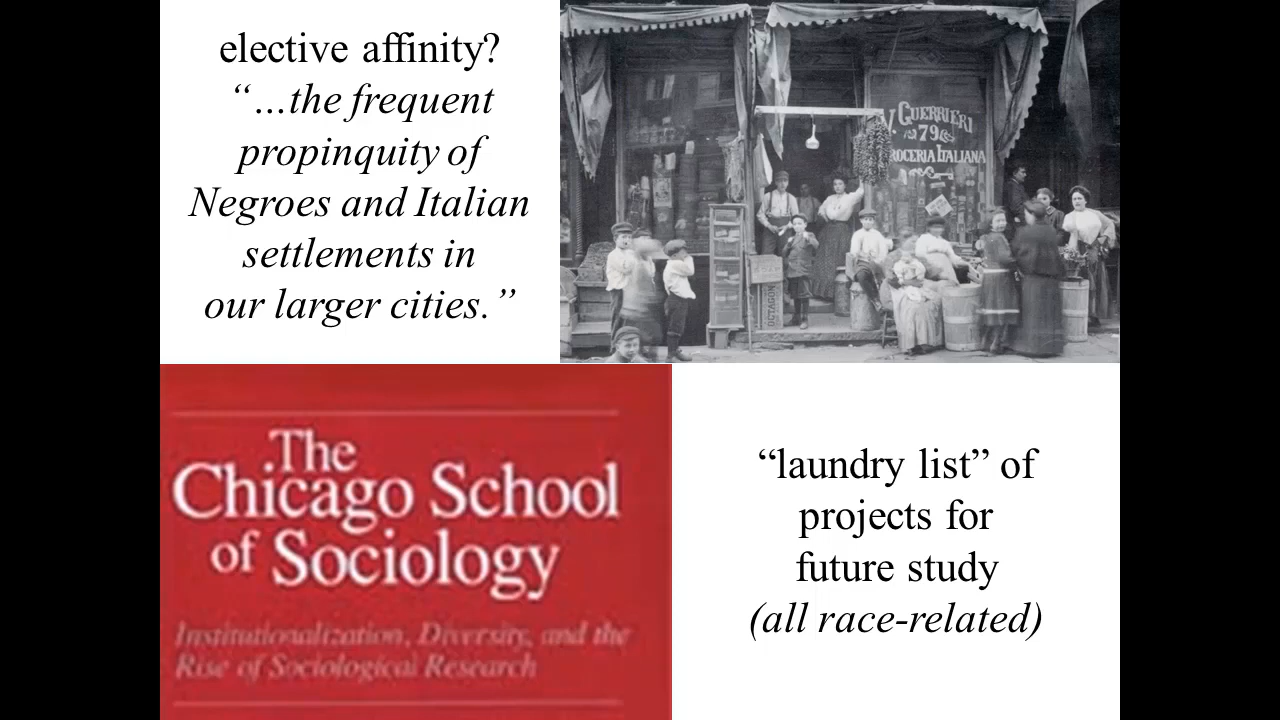 elective affinity?
“…the frequent
propinquity of
Negroes and Italian
settlements in
our larger cities.”
V. GUERRIERI
79
GROCERIA ITALIANA
OCTAGON
The
Chicago School
of Sociology
Institutionalization, Diversity, and the
Rise of Sociological Research
“laundry list” of
projects for
future study
(all race-related)